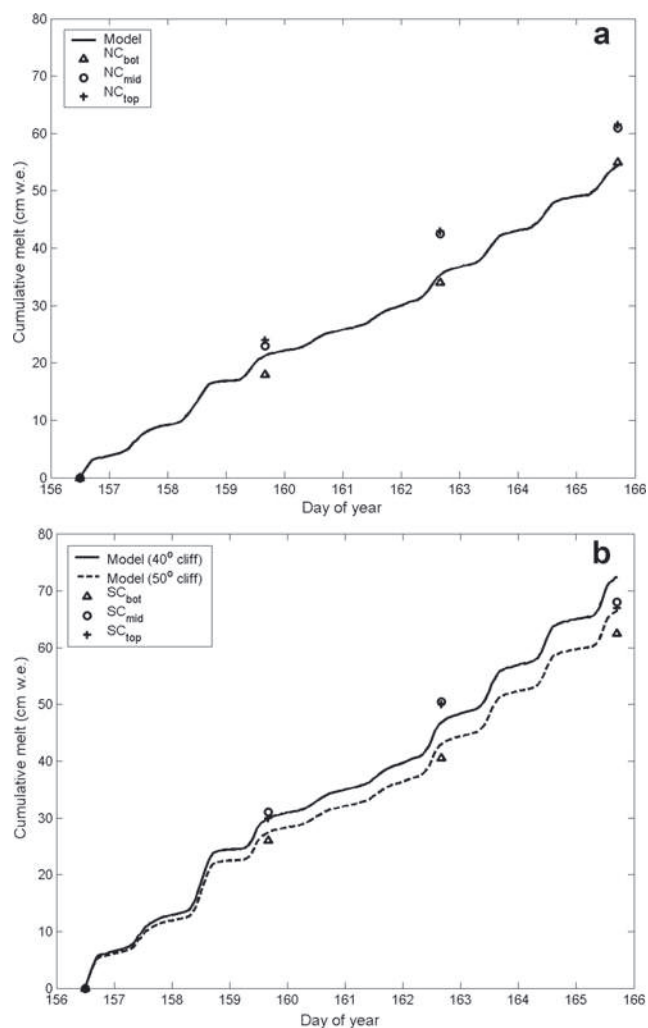 a
Model
NCbot
NCmid
NCtop
80
70
60
50
40
30
20
10
0
Cumulative melt (cm w.e.)
156 157 158 159 160 161 162 163 164 165 166
Day of year
b
Model (40° cliff)
Model (50° cliff)
SCbot
SCmid
SCtop
80
70
60
50
40
30
20
10
0
Cumulative melt (cm w.e.)
156 157 158 159 160 161 162 163 164 165 166
Day of year